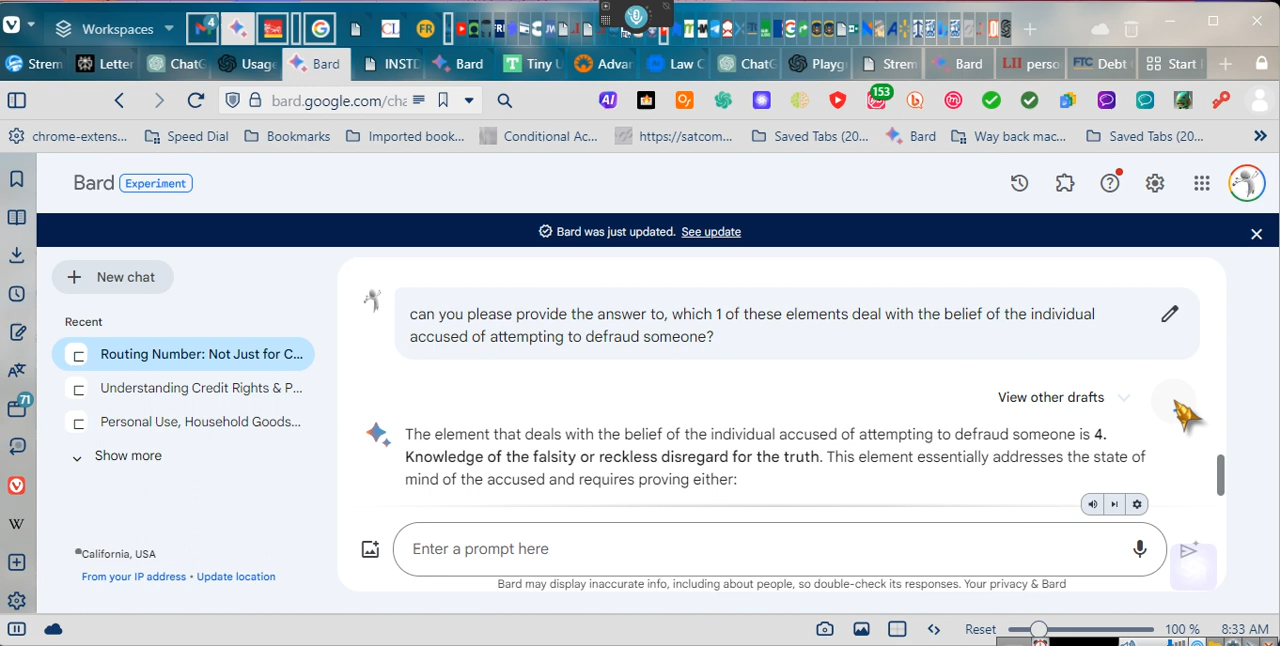 Workspaces
4
CL
FR
Strem
Letter
ChatG
Usage
Bard
INSTD
Bard
Tiny U
Advar
Law C
ChatG
Playg
Strem
Bard
LII perso
FTC Debt
Start
bard.google.com/cha
AI
153
chrome-extens...
Speed Dial
Bookmarks
Imported book...
Conditional Ac...
https://satcom...
Saved Tabs (20...
Bard
Way back mac...
Saved Tabs (20...
Bard Experiment
Bard was just updated. See update
New chat
Recent
Routing Number: Not Just for C...
Understanding Credit Rights & P...
Personal Use, Household Goods...
Show more
71
W
California, USA
From your IP address • Update location
can you please provide the answer to, which 1 of these elements deal with the belief of the individual
accused of attempting to defraud someone?
View other drafts
The element that deals with the belief of the individual accused of attempting to defraud someone is 4.
Knowledge of the falsity or reckless disregard for the truth. This element essentially addresses the state of
mind of the accused and requires proving either:
Enter a prompt here
Bard may display inaccurate info, including about people, so double-check its responses. Your privacy & Bard
Reset
100 %
8:33 AM